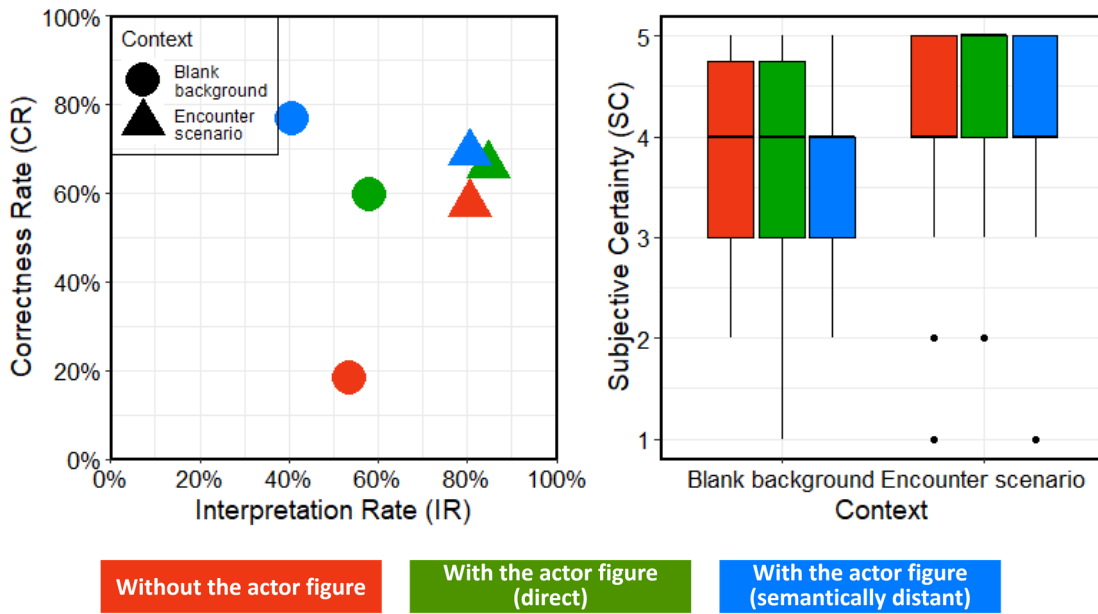 100%
80%
60%
40%
20%
0%
Correctness Rate (CR)
Context
Blank
background
Encounter
scenario
0% 20% 40% 60% 80% 100%
Interpretation Rate (IR)
5
4
3
2
1
Subjective Certainty (SC)
Blank background Encounter scenario
Context
Without the actor figure
With the actor figure
(direct)
With the actor figure
(semantically distant)